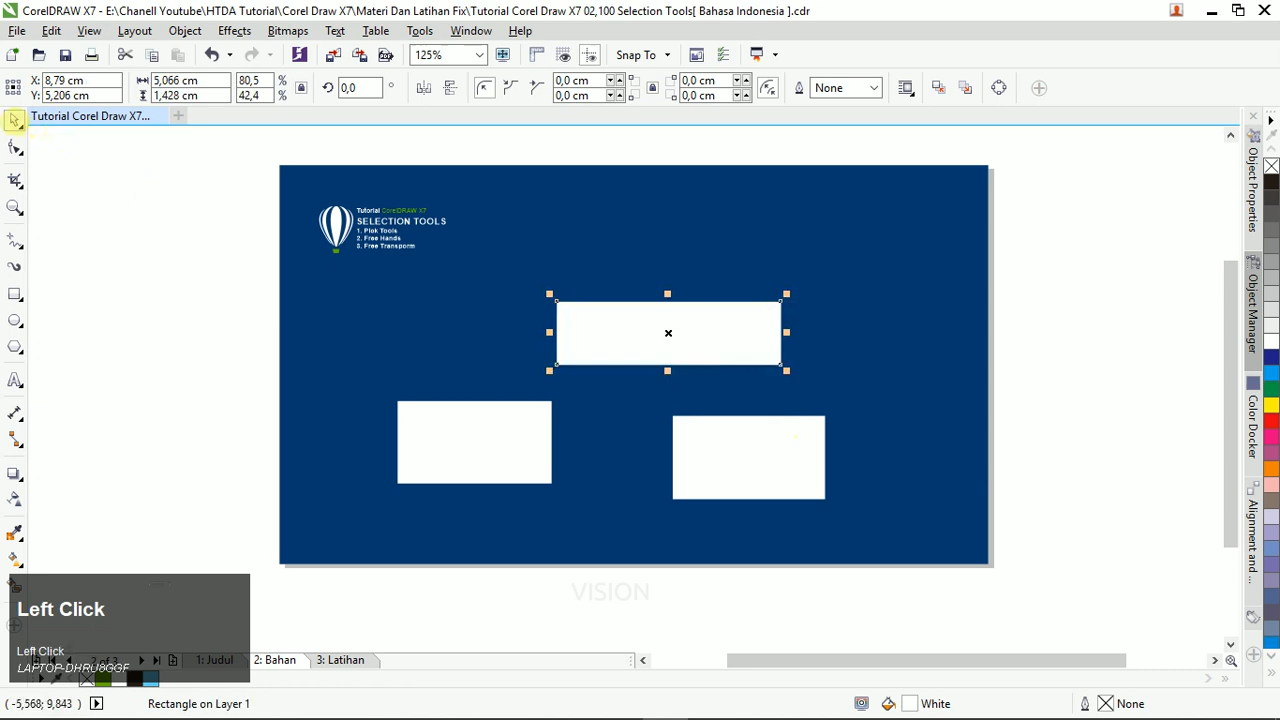 CorelDRAW X7 - E:\Chanell Youtube\HTDA Tutorial\Corel Draw X7\Materi Dan Latihan Fix\Tutorial Corel Draw X7 02,100 Selection Tools[ Bahasa Indonesia ].cdr
File Edit View Layout Object Effects Bitmaps Text Table Tools Window Help
125% Snap To
X: 8,79 cm 5,066 cm 80,5 % 0,0 ° 0,0 cm 0,0 cm None
Y: 5,206 cm 1,428 cm 42,4 % 0,0 cm 0,0 cm
Tutorial Corel Draw X7...
Tutorial CorelDRAW X7
SELECTION TOOLS
1. Piok Tools
2. Free Hands
3. Free Transporm
Object Properties
Object Manager
Color Docker
Alignment and ...
VISION
Left Click
Left Click
LAPTOP-DHRU8GGF
2 of 3 1: Judul 2: Bahan 3: Latihan
( -5,568; 9,843 ) Rectangle on Layer 1 White None